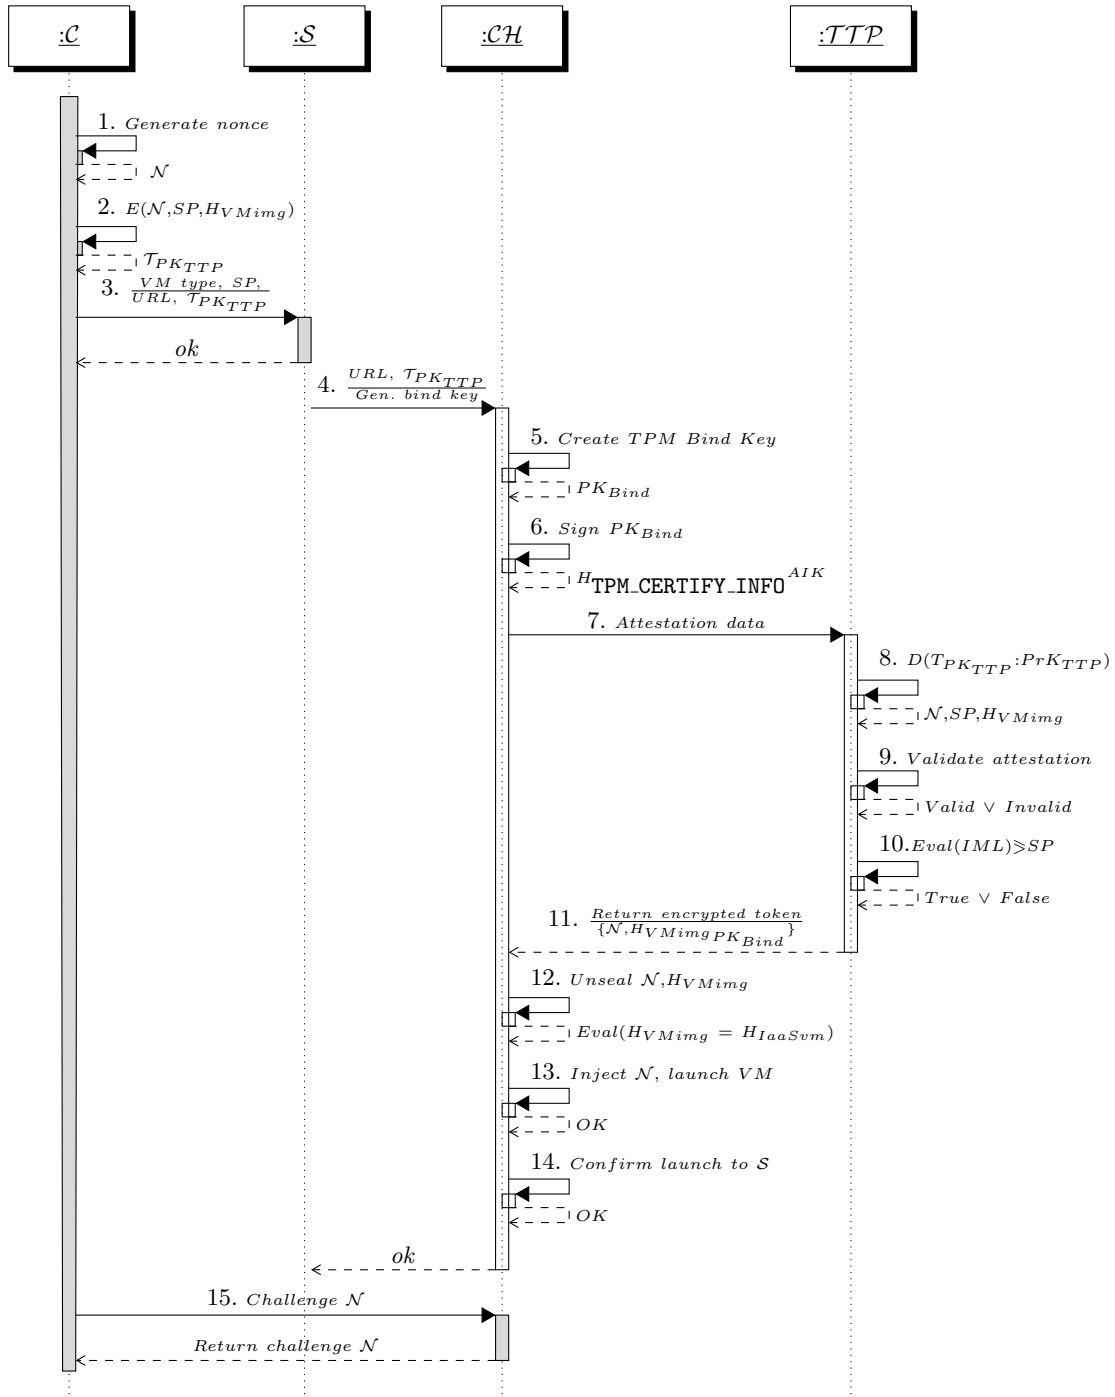 :𝒞 :𝒮 :𝒞ℋ :𝒯𝒯𝒫
1. Generate nonce
𝒩
2. E(𝒩,SP,H_VMimg)
𝒯_PK_TTP
3. VM type, SP,
URL, 𝒯_PK_TTP
ok
4. URL, 𝒯_PK_TTP
Gen. bind key
5. Create TPM Bind Key
PK_Bind
6. Sign PK_Bind
H_TPM_CERTIFY_INFO^AIK
7. Attestation data
8. D(T_PK_TTP:PrK_TTP)
𝒩,SP,H_VMimg
9. Validate attestation
Valid ∨ Invalid
10.Eval(IML)⩾SP
True ∨ False
11. Return encrypted token
{𝒩,H_VMimg_PK_Bind}
12. Unseal 𝒩,H_VMimg
Eval(H_VMimg = H_IaaSvm)
13. Inject 𝒩, launch VM
OK
14. Confirm launch to 𝒮
OK
ok
15. Challenge 𝒩
Return challenge 𝒩